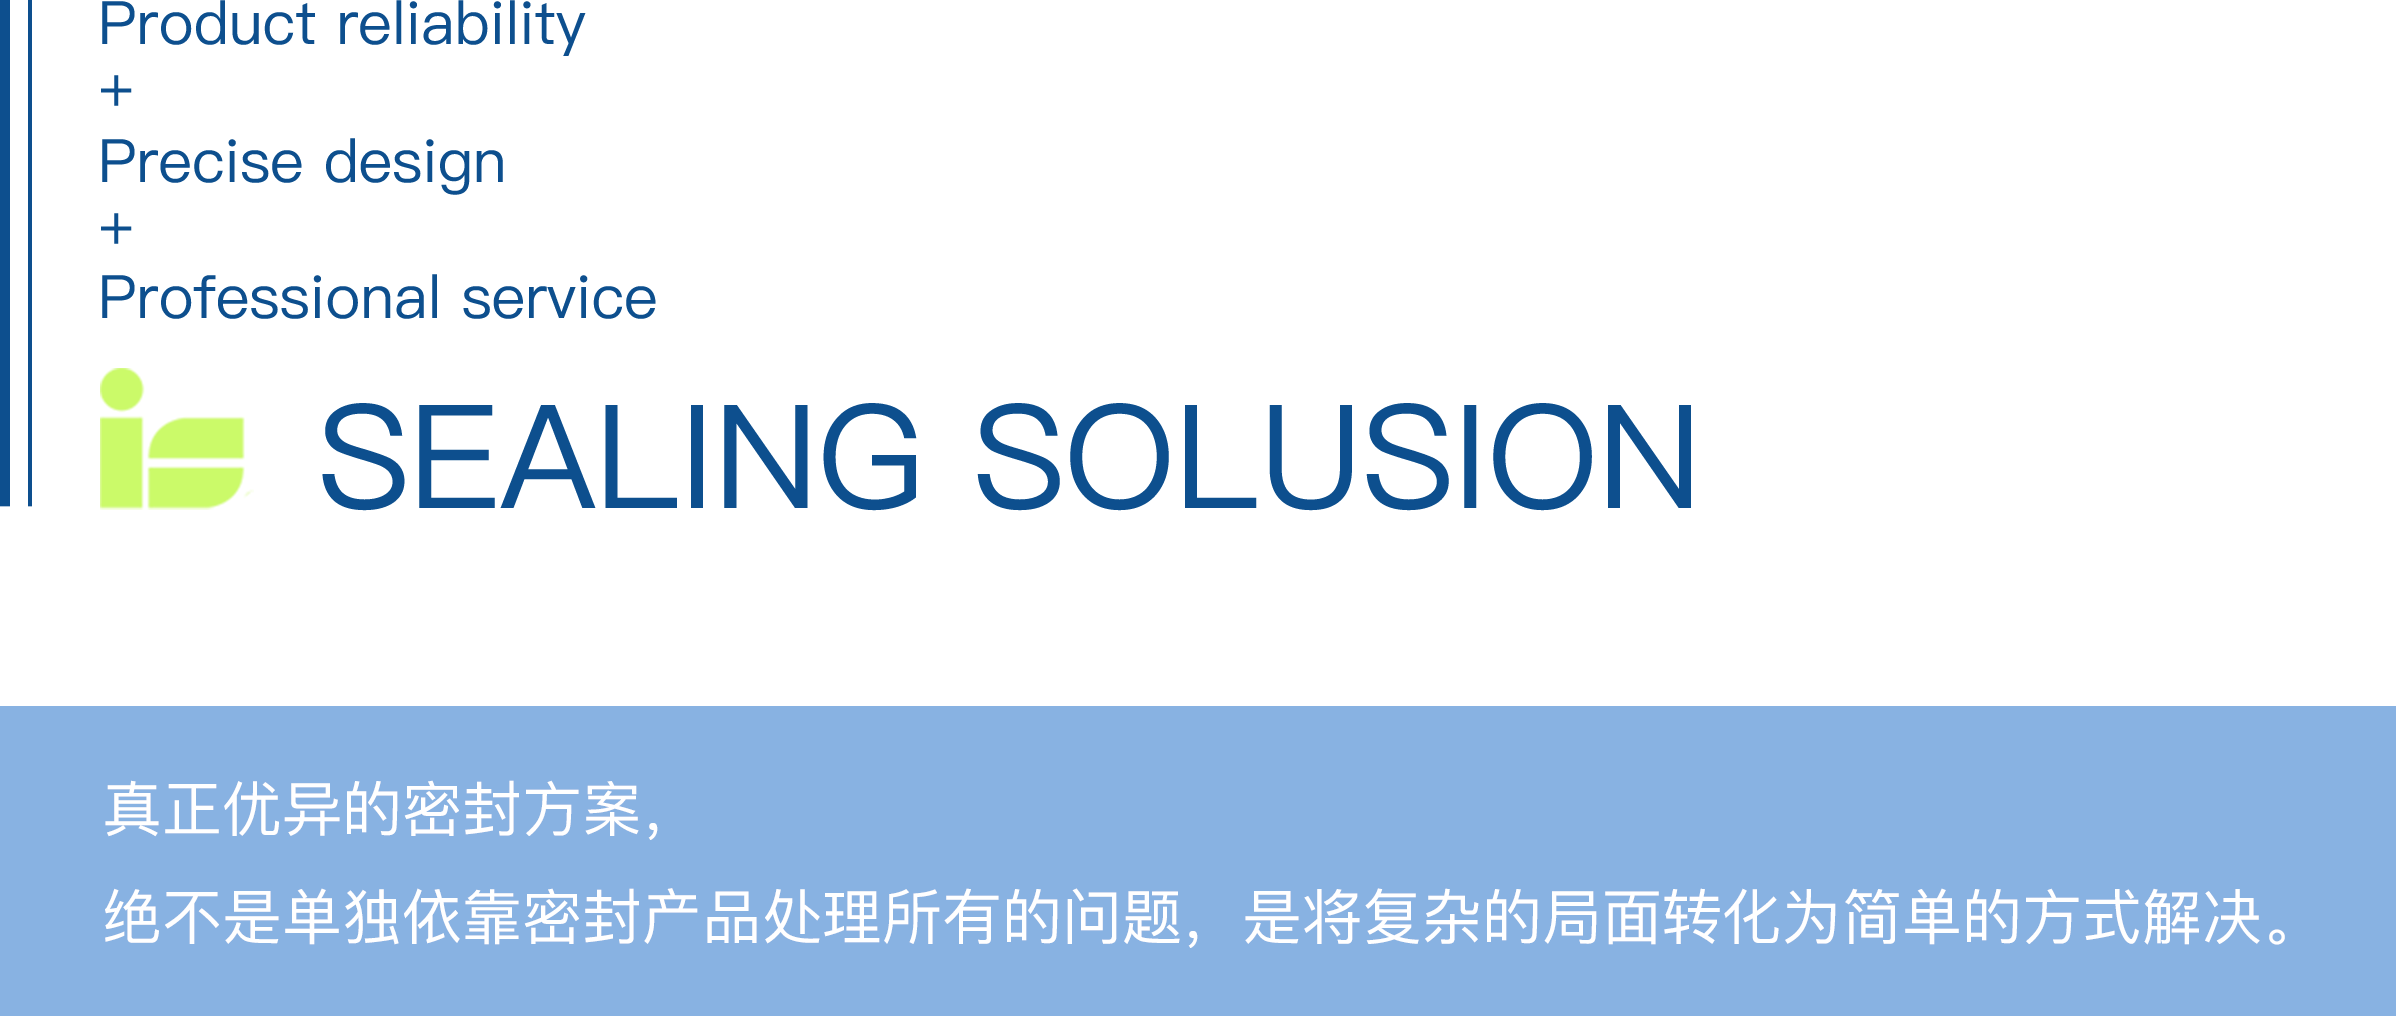 Product reliability
+
Precise design
+
Professional service
is SEALING SOLUSION
真正优异的密封方案，
绝不是单独依靠密封产品处理所有的问题，是将复杂的局面转化为简单的方式解决。